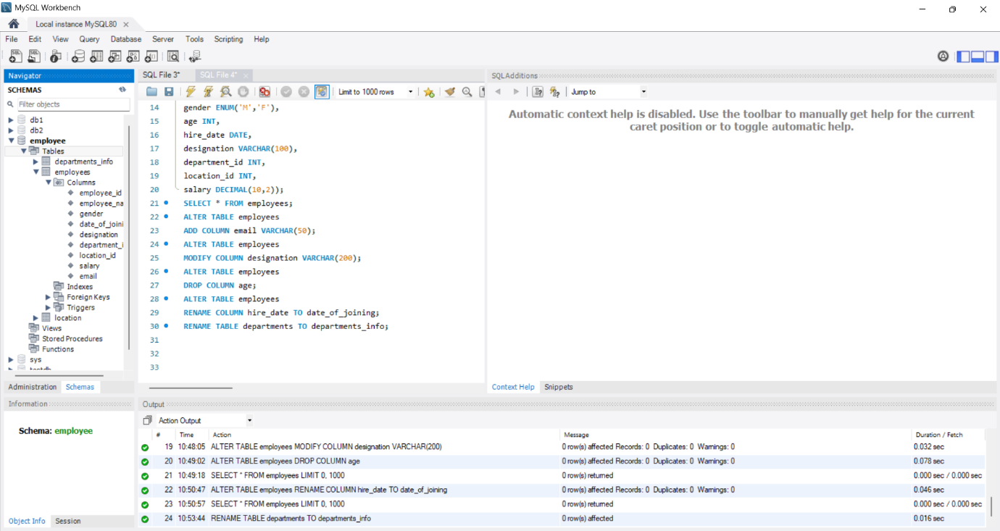 MySQL Workbench
Local instance MySQL80
File Edit View Query Database Server Tools Scripting Help
Navigator
SCHEMAS
Filter objects
db1
db2
employee
Tables
departments_info
employees
Columns
employee_id
employee_na
gender
date_of_joini
designation
department_i
location_id
salary
email
Indexes
Foreign Keys
Triggers
location
Views
Stored Procedures
Functions
sys
testdb
Administration Schemas
Information
Schema: employee
Object Info Session
SQL File 3* SQL File 4*
Limit to 1000 rows
14 gender ENUM('M','F'),
15 age INT,
16 hire_date DATE,
17 designation VARCHAR(100),
18 department_id INT,
19 location_id INT,
20 salary DECIMAL(10,2));
21 SELECT * FROM employees;
22 ALTER TABLE employees
23 ADD COLUMN email VARCHAR(50);
24 ALTER TABLE employees
25 MODIFY COLUMN designation VARCHAR(200);
26 ALTER TABLE employees
27 DROP COLUMN age;
28 ALTER TABLE employees
29 RENAME COLUMN hire_date TO date_of_joining;
30 RENAME TABLE departments TO departments_info;
31
32
33
SQLAdditions
Jump to
Automatic context help is disabled. Use the toolbar to manually get help for the current
caret position or to toggle automatic help.
Context Help Snippets
Output
Action Output
# Time Action Message Duration / Fetch
19 10:48:05 ALTER TABLE employees MODIFY COLUMN designation VARCHAR(200) 0 row(s) affected Records: 0 Duplicates: 0 Warnings: 0 0.032 sec
20 10:49:02 ALTER TABLE employees DROP COLUMN age 0 row(s) affected Records: 0 Duplicates: 0 Warnings: 0 0.078 sec
21 10:49:18 SELECT * FROM employees LIMIT 0, 1000 0 row(s) returned 0.000 sec / 0.000 sec
22 10:50:47 ALTER TABLE employees RENAME COLUMN hire_date TO date_of_joining 0 row(s) affected Records: 0 Duplicates: 0 Warnings: 0 0.046 sec
23 10:50:57 SELECT * FROM employees LIMIT 0, 1000 0 row(s) returned 0.000 sec / 0.000 sec
24 10:53:44 RENAME TABLE departments TO departments_info 0 row(s) affected 0.016 sec